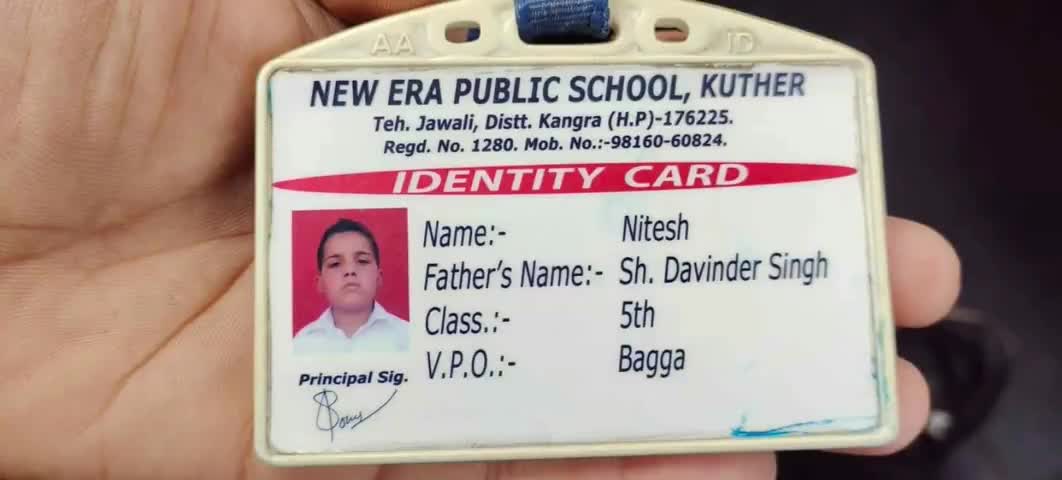 AA ID
NEW ERA PUBLIC SCHOOL, KUTHER
Teh. Jawali, Distt. Kangra (H.P)-176225.
Regd. No. 1280. Mob. No.:-98160-60824.
IDENTITY CARD
Name:- Nitesh
Father's Name:- Sh. Davinder Singh
Class.:- 5th
V.P.O.:- Bagga
Principal Sig.